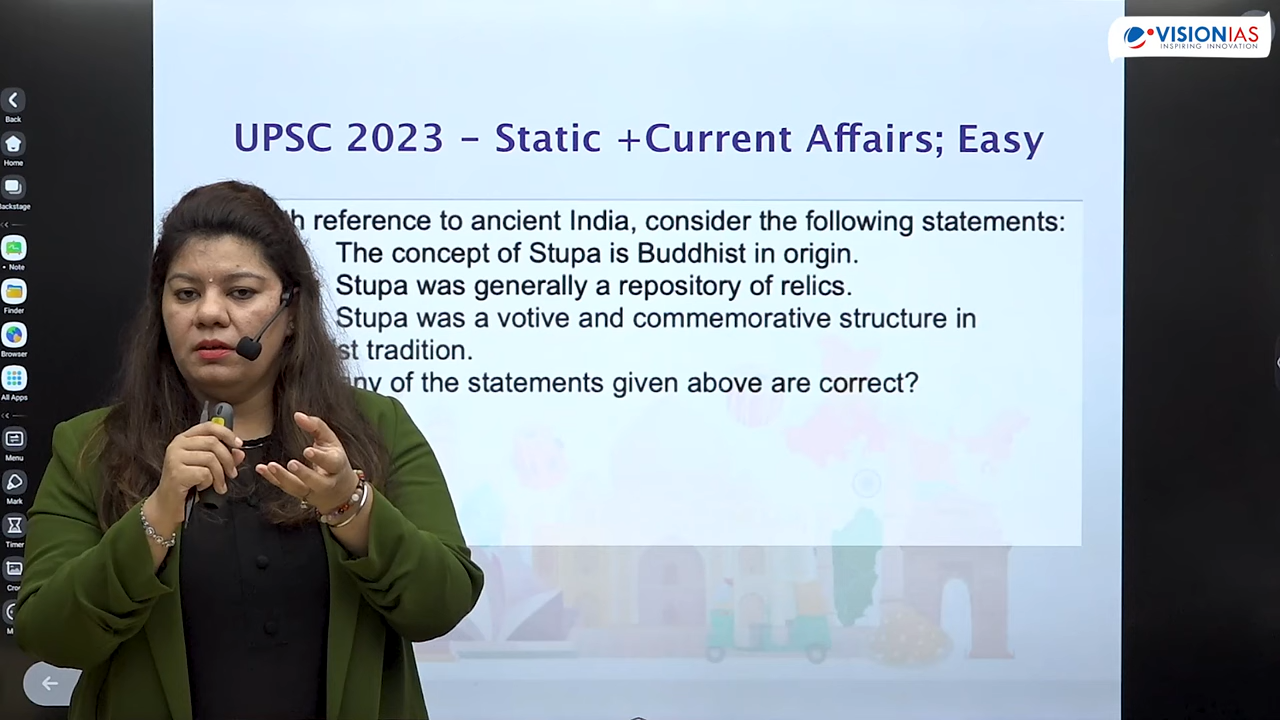 VISIONIAS
INSPIRING INNOVATION
UPSC 2023 – Static +Current Affairs; Easy
reference to ancient India, consider the following statements:
The concept of Stupa is Buddhist in origin.
Stupa was generally a repository of relics.
Stupa was a votive and commemorative structure in
tradition.
of the statements given above are correct?
Back
Home
Backstage
Note
Finder
Browser
All Apps
Menu
Mark
Timer